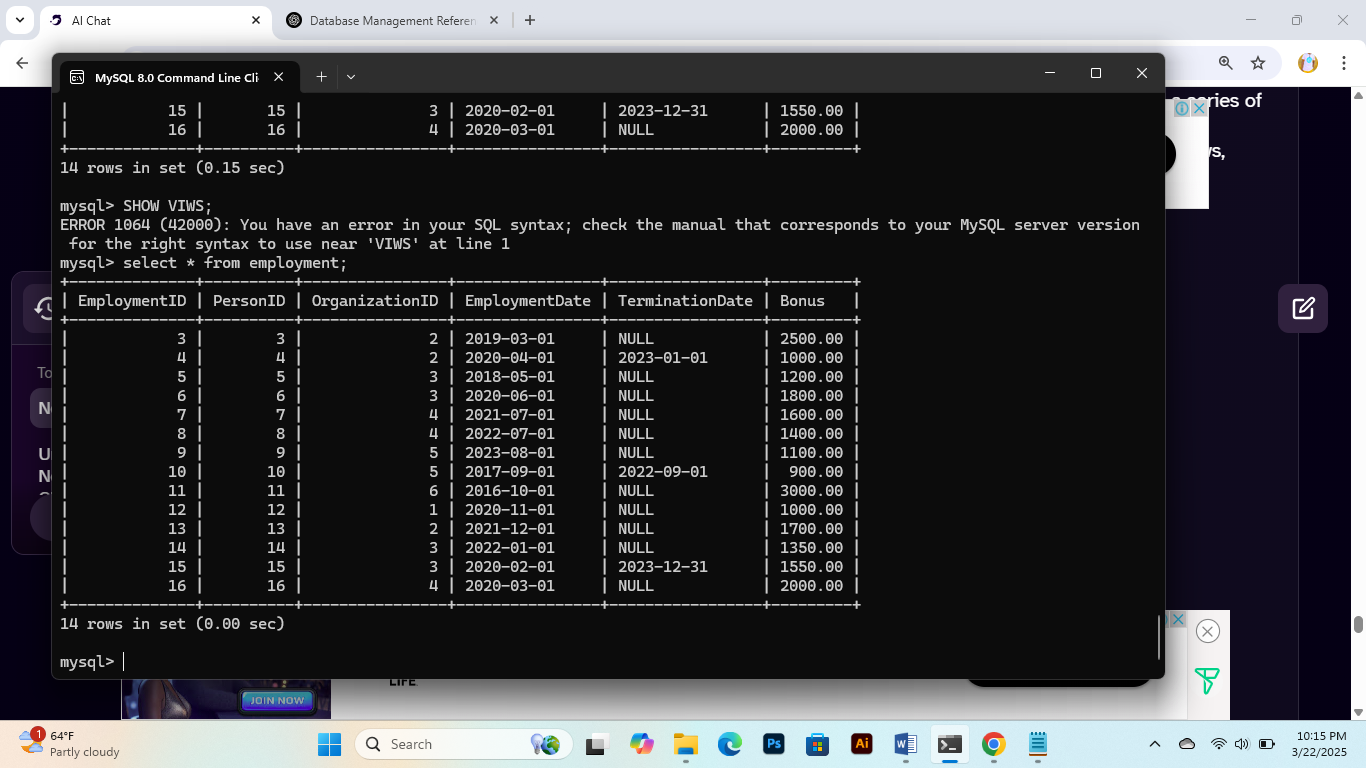 AI Chat
Database Management Referen
MySQL 8.0 Command Line Cli
a series of
ws,
|           15 |       15 |              3 | 2020-02-01     | 2023-12-31      | 1550.00 |
|           16 |       16 |              4 | 2020-03-01     | NULL            | 2000.00 |
+--------------+----------+----------------+----------------+-----------------+---------+
14 rows in set (0.15 sec)
mysql> SHOW VIWS;
ERROR 1064 (42000): You have an error in your SQL syntax; check the manual that corresponds to your MySQL server version
for the right syntax to use near 'VIWS' at line 1
mysql> select * from employment;
+--------------+----------+----------------+----------------+-----------------+---------+
| EmploymentID | PersonID | OrganizationID | EmploymentDate | TerminationDate | Bonus   |
+--------------+----------+----------------+----------------+-----------------+---------+
|            3 |        3 |              2 | 2019-03-01     | NULL            | 2500.00 |
|            4 |        4 |              2 | 2020-04-01     | 2023-01-01      | 1000.00 |
|            5 |        5 |              3 | 2018-05-01     | NULL            | 1200.00 |
|            6 |        6 |              3 | 2020-06-01     | NULL            | 1800.00 |
|            7 |        7 |              4 | 2021-07-01     | NULL            | 1600.00 |
|            8 |        8 |              4 | 2022-07-01     | NULL            | 1400.00 |
|            9 |        9 |              5 | 2023-08-01     | NULL            | 1100.00 |
|           10 |       10 |              5 | 2017-09-01     | 2022-09-01      |  900.00 |
|           11 |       11 |              6 | 2016-10-01     | NULL            | 3000.00 |
|           12 |       12 |              1 | 2020-11-01     | NULL            | 1000.00 |
|           13 |       13 |              2 | 2021-12-01     | NULL            | 1700.00 |
|           14 |       14 |              3 | 2022-01-01     | NULL            | 1350.00 |
|           15 |       15 |              3 | 2020-02-01     | 2023-12-31      | 1550.00 |
|           16 |       16 |              4 | 2020-03-01     | NULL            | 2000.00 |
+--------------+----------+----------------+----------------+-----------------+---------+
14 rows in set (0.00 sec)
mysql>
To
Ne
Un
Ne
JOIN NOW
LIFE
1
64°F
Partly cloudy
Search
Ps
Ai
W
10:15 PM
3/22/2025